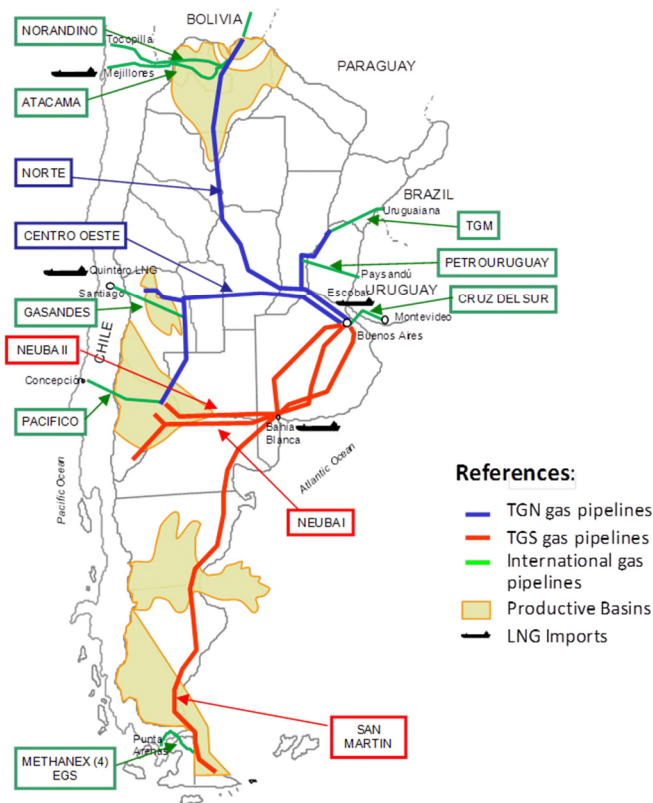 BOLIVIA
NORANDINO
Tocopilla
PARAGUAY
Mejillones
ATACAMA
NORTE
BRAZIL
Uruguaiana
TGM
CENTRO OESTE
PETROURUGUAY
Quintero LNG
Paysandú
Santiago
Escobar
URUGUAY
CRUZ DEL SUR
GASANDES
Montevideo
Buenos Aires
CHILE
NEUBA II
Concepción
PACIFICO
Bahía
Blanca
Pacific Ocean
Atlantic Ocean
NEUBA I
References:
TGN gas pipelines
TGS gas pipelines
International gas
pipelines
Productive Basins
LNG Imports
SAN
MARTIN
Punta
Arenas
METHANEX (4)
EGS